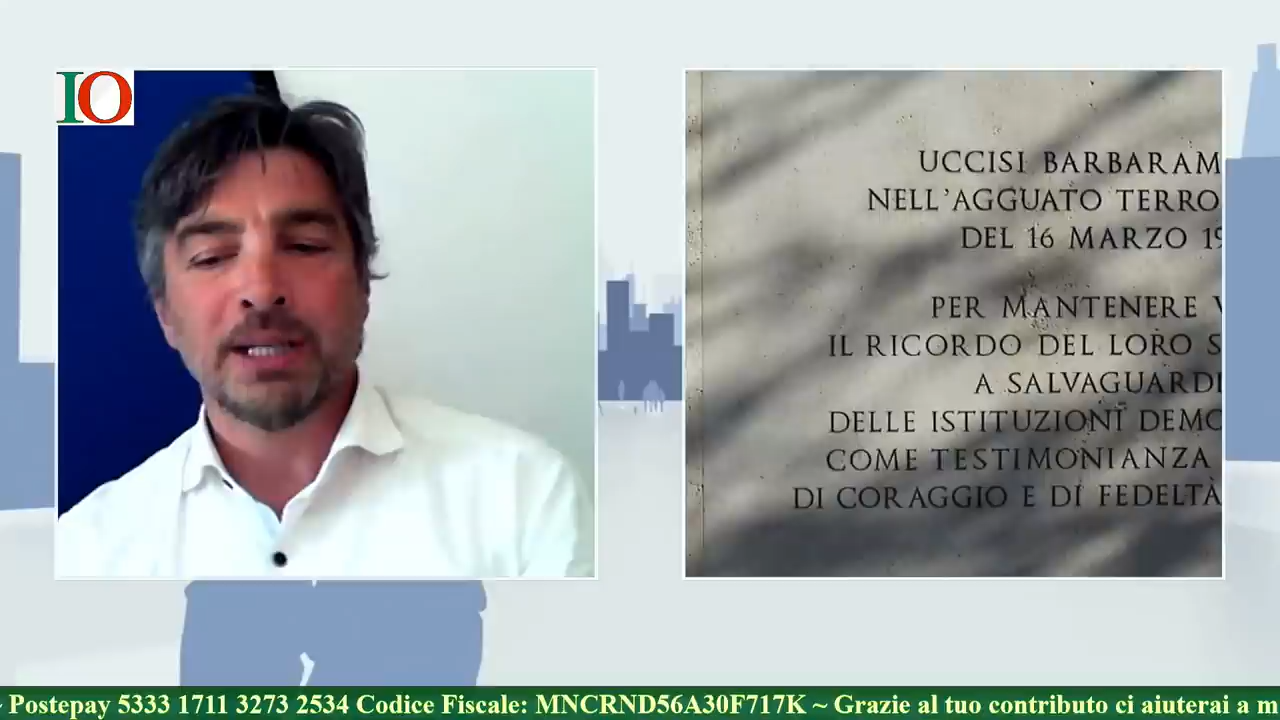 IO
UCCISI BARBARAM
NELL'AGGUATO TERRO
DEL 16 MARZO 19
PER MANTENERE V
IL RICORDO DEL LORO S
A SALVAGUARDI
DELLE ISTITUZIONI DEMO
COME TESTIMONIANZA
DI CORAGGIO E DI FEDELTÀ
~ Postepay 5333 1711 3273 2534 Codice Fiscale: MNCRND56A30F717K ~ Grazie al tuo contributo ci aiuterai a m